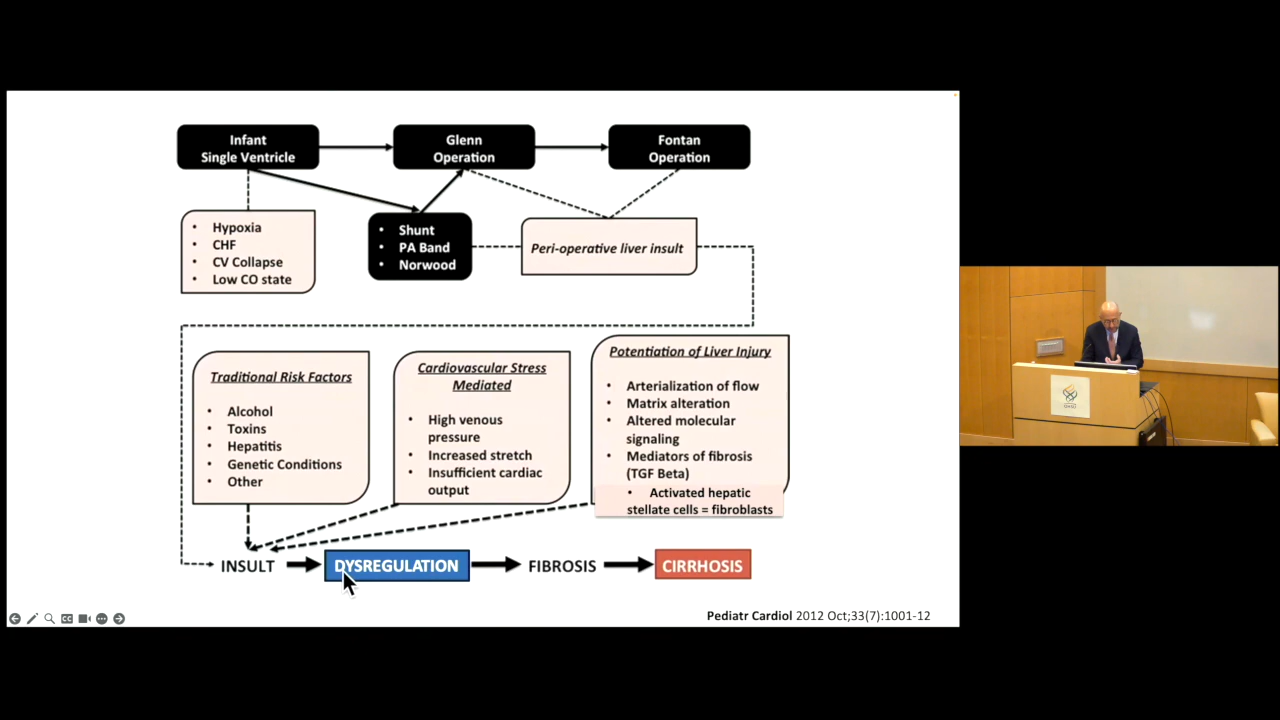 Infant
Single Ventricle
Glenn
Operation
Fontan
Operation
• Hypoxia
• CHF
• CV Collapse
• Low CO state
• Shunt
• PA Band
• Norwood
Peri-operative liver insult
Traditional Risk Factors
• Alcohol
• Toxins
• Hepatitis
• Genetic Conditions
• Other
Cardiovascular Stress
Mediated
• High venous
pressure
• Increased stretch
• Insufficient cardiac
output
Potentiation of Liver Injury
• Arterialization of flow
• Matrix alteration
• Altered molecular
signaling
• Mediators of fibrosis
(TGF Beta)
• Activated hepatic
stellate cells = fibroblasts
INSULT
DYSREGULATION
FIBROSIS
CIRRHOSIS
Pediatr Cardiol 2012 Oct;33(7):1001-12